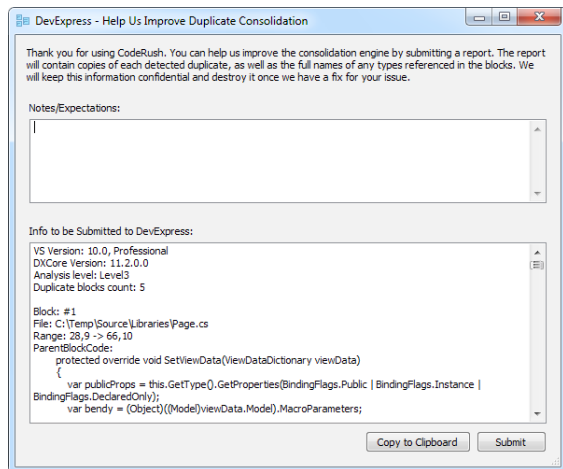 DevExpress - Help Us Improve Duplicate Consolidation
Thank you for using CodeRush. You can help us improve the consolidation engine by submitting a report. The report
will contain copies of each detected duplicate, as well as the full names of any types referenced in the blocks. We
will keep this information confidential and destroy it once we have a fix for your issue.
Notes/Expectations:
Info to be Submitted to DevExpress:
VS Version: 10.0, Professional
DXCore Version: 11.2.0.0
Analysis level: Level3
Duplicate blocks count: 5
Block: #1
File: C:\Temp\Source\Libraries\Page.cs
Range: 28,9 -> 66,10
ParentBlockCode:
protected override void SetViewData(ViewDataDictionary viewData)
{
var publicProps = this.GetType().GetProperties(BindingFlags.Public | BindingFlags.Instance |
BindingFlags.DeclaredOnly);
var bendy = (Object)((Model)viewData.Model).MacroParameters;
Copy to Clipboard
Submit